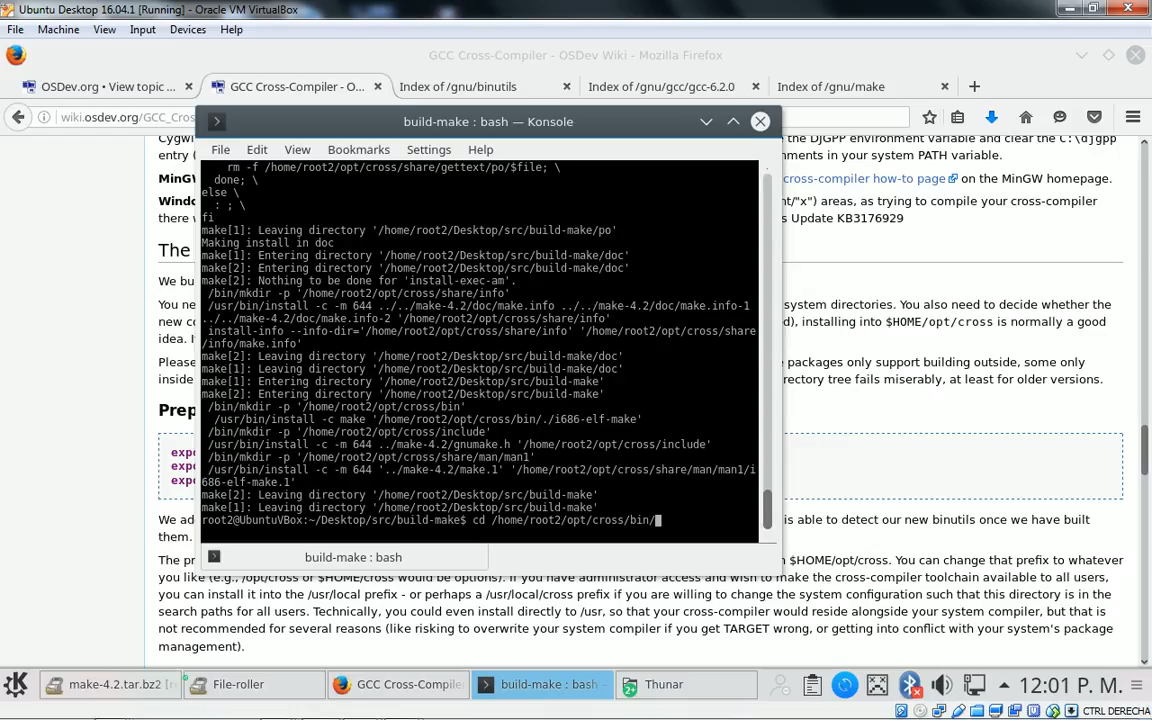 Ubuntu Desktop 16.04.1 [Running] - Oracle VM VirtualBox
File Machine View Input Devices Help
GCC Cross-Compiler - OSDev Wiki - Mozilla Firefox
OSDev.org • View topic ... GCC Cross-Compiler - O... Index of /gnu/binutils Index of /gnu/gcc/gcc-6.2.0 Index of /gnu/make
wiki.osdev.org/GCC_Cros
build-make : bash — Konsole
Cygwi the DJGPP environment variable and clear the C:\djgpp
entry ( nments in your system PATH variable.
File Edit View Bookmarks Settings Help
MinGW cross-compiler how-to page on the MinGW homepage.
Windo nt/"x") areas, as trying to compile your cross-compiler
there w s Update KB3176929
The
We bu
You ne system directories. You also need to decide whether the
new co d), installing into $HOME/opt/cross is normally a good
idea. I
Pleas e packages only support building outside, some only
inside rectory tree fails miserably, at least for older versions.
Prep
expo
expo
expo
rm -f /home/root2/opt/cross/share/gettext/po/$file; \
done; \
else \
: ; \
fi
make[1]: Leaving directory '/home/root2/Desktop/src/build-make/po'
Making install in doc
make[1]: Entering directory '/home/root2/Desktop/src/build-make/doc'
make[2]: Entering directory '/home/root2/Desktop/src/build-make/doc'
make[2]: Nothing to be done for 'install-exec-am'.
/bin/mkdir -p '/home/root2/opt/cross/share/info'
/usr/bin/install -c -m 644 ../../make-4.2/doc/make.info ../../make-4.2/doc/make.info-1
../../make-4.2/doc/make.info-2 '/home/root2/opt/cross/share/info'
install-info --info-dir='/home/root2/opt/cross/share/info' '/home/root2/opt/cross/share
/info/make.info'
make[2]: Leaving directory '/home/root2/Desktop/src/build-make/doc'
make[1]: Leaving directory '/home/root2/Desktop/src/build-make/doc'
make[1]: Entering directory '/home/root2/Desktop/src/build-make'
make[2]: Entering directory '/home/root2/Desktop/src/build-make'
/bin/mkdir -p '/home/root2/opt/cross/bin'
/usr/bin/install -c make '/home/root2/opt/cross/bin/./i686-elf-make'
/bin/mkdir -p '/home/root2/opt/cross/include'
/usr/bin/install -c -m 644 ../make-4.2/gnumake.h '/home/root2/opt/cross/include'
/bin/mkdir -p '/home/root2/opt/cross/share/man/man1'
/usr/bin/install -c -m 644 '../make-4.2/make.1' '/home/root2/opt/cross/share/man/man1/i
686-elf-make.1'
make[2]: Leaving directory '/home/root2/Desktop/src/build-make'
make[1]: Leaving directory '/home/root2/Desktop/src/build-make'
root2@UbuntuVBox:~/Desktop/src/build-make$ cd /home/root2/opt/cross/bin/
build-make : bash
We ad is able to detect our new binutils once we have built
them.
The pr n $HOME/opt/cross. You can change that prefix to whatever
you like (e.g., /opt/cross or $HOME/cross would be options). If you have administrator access and wish to make the cross-compiler toolchain available to all users,
you can install it into the /usr/local prefix - or perhaps a /usr/local/cross prefix if you are willing to change the system configuration such that this directory is in the
search paths for all users. Technically, you could even install directly to /usr, so that your cross-compiler would reside alongside your system compiler, but that is
not recommended for several reasons (like risking to overwrite your system compiler if you get TARGET wrong, or getting into conflict with your system's package
management).
make-4.2.tar.bz2 [r File-roller GCC Cross-Compile build-make : bash Thunar 12:01 P. M.
CTRL DERECHA